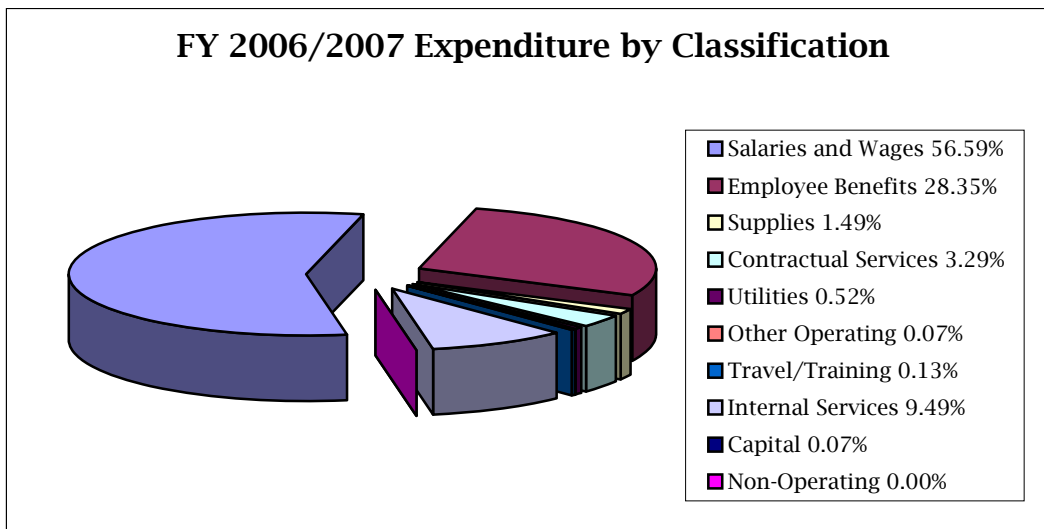 FY 2006/2007 Expenditure by Classification
Salaries and Wages 56.59%
Employee Benefits 28.35%
Supplies 1.49%
Contractual Services 3.29%
Utilities 0.52%
Other Operating 0.07%
Travel/Training 0.13%
Internal Services 9.49%
Capital 0.07%
Non-Operating 0.00%